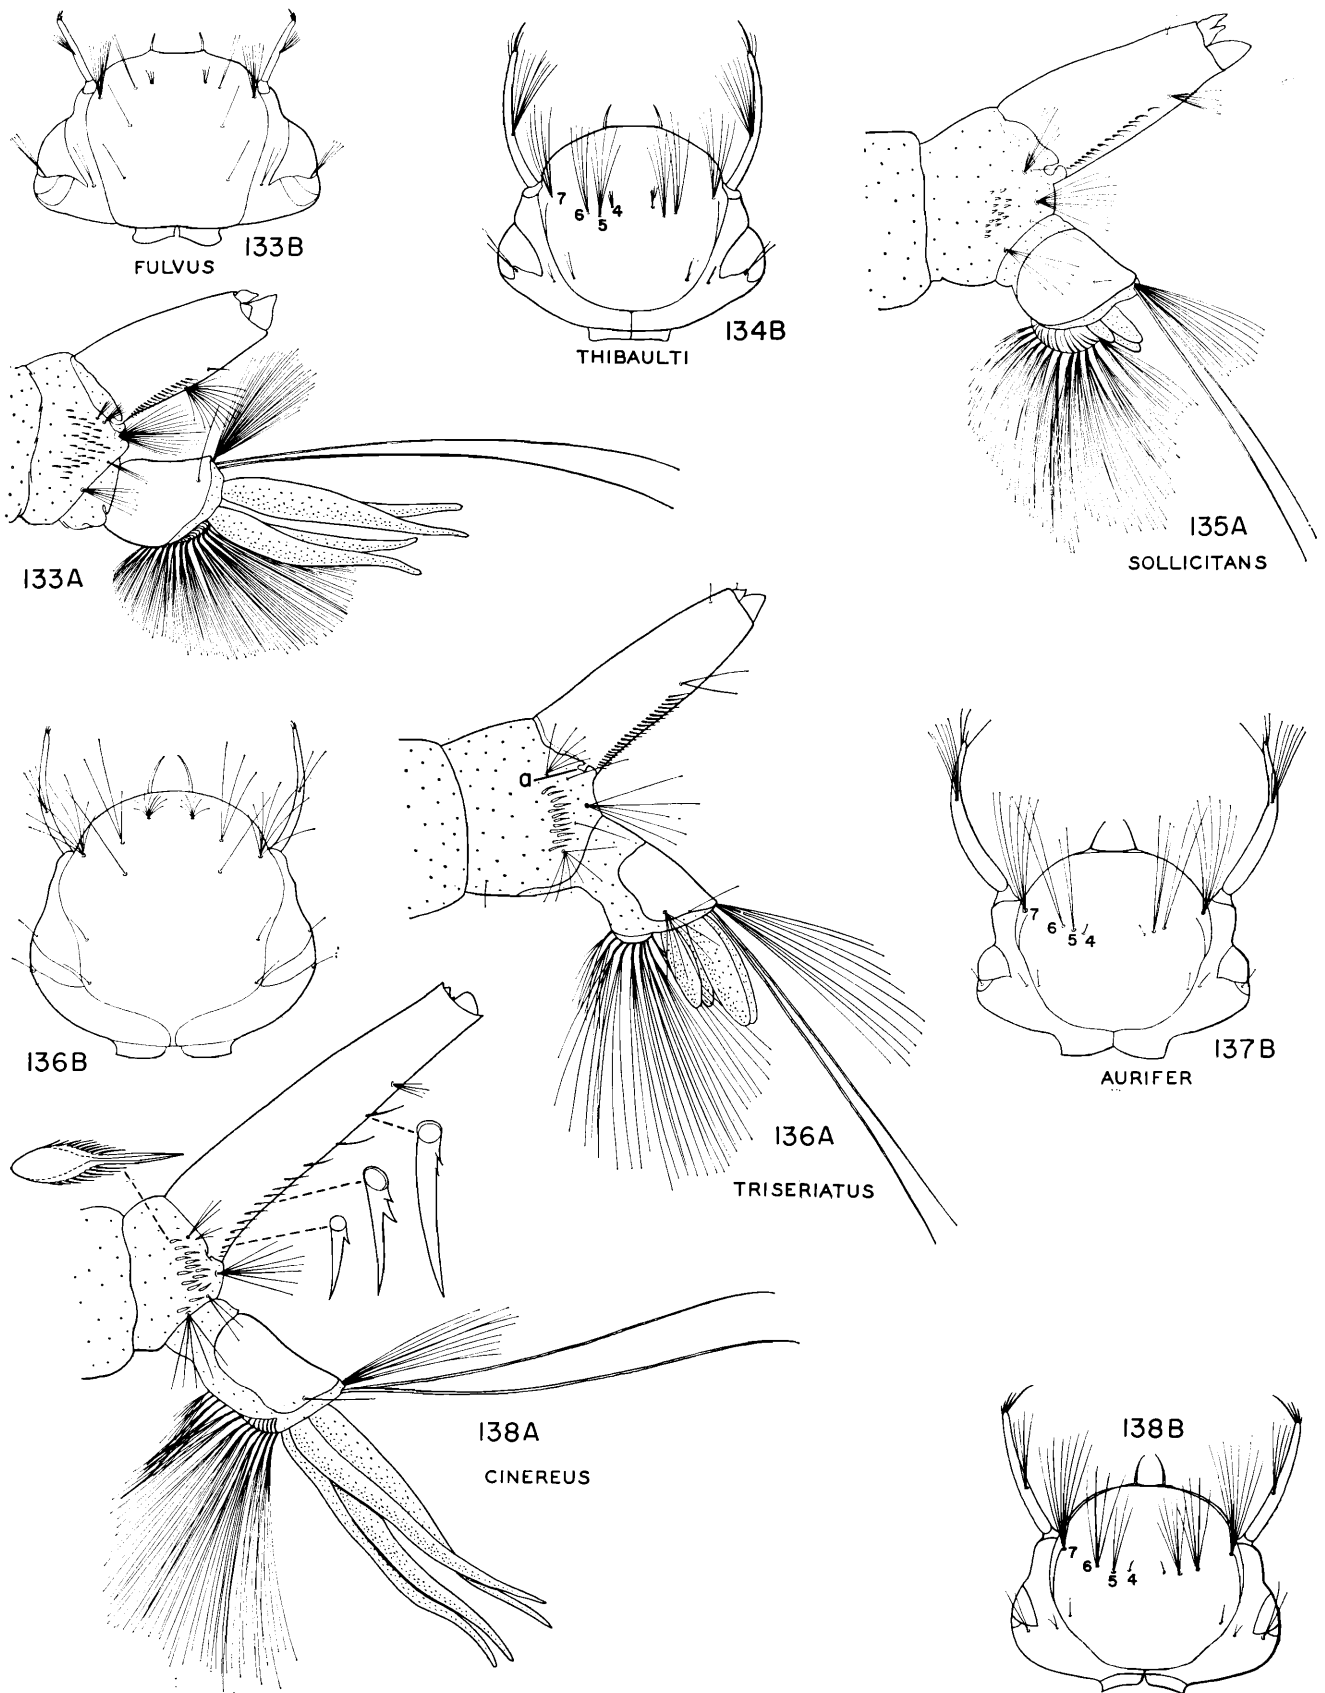 133B
FULVUS
7
6
5
4
134B
THIBAULTI
135A
SOLLICITANS
133A
a
136A
TRISERIATUS
136B
7
6
5
4
137B
AURIFER
138A
CINEREUS
138B
7
6
5
4